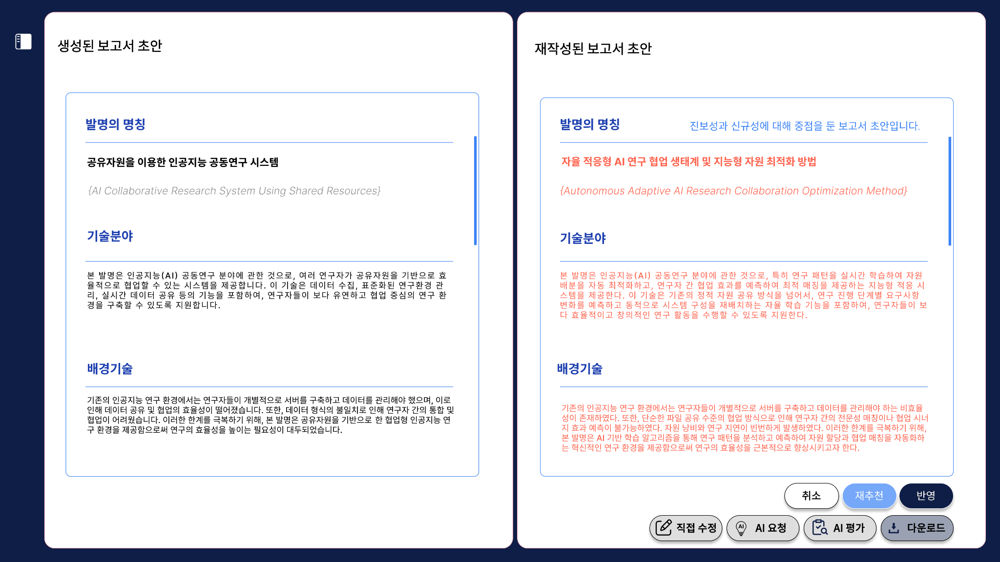 생성된 보고서 초안
발명의 명칭
공유자원을 이용한 인공지능 공동연구 시스템
{AI Collaborative Research System Using Shared Resources}
기술분야
본 발명은 인공지능(AI) 공동연구 분야에 관한 것으로, 여러 연구자가 공유자원을 기반으로 효
율적으로 협업할 수 있는 시스템을 제공합니다. 이 기술은 데이터 수집, 표준화된 연구환경 관
리, 실시간 데이터 공유 등의 기능을 포함하여, 연구자들이 보다 유연하고 협업 중심의 연구 환
경을 구축할 수 있도록 지원합니다.
배경기술
기존의 인공지능 연구 환경에서는 연구자들이 개별적으로 서버를 구축하고 데이터를 관리해야 했으며, 이로
인해 데이터 공유 및 협업의 효율성이 떨어졌습니다. 또한, 데이터 형식의 불일치로 인해 연구자 간의 통합 및
협업이 어려웠습니다. 이러한 한계를 극복하기 위해, 본 발명은 공유자원을 기반으로 한 협업형 인공지능 연
구 환경을 제공함으로써 연구의 효율성을 높이는 필요성이 대두되었습니다.
재작성된 보고서 초안
발명의 명칭
진보성과 신규성에 대해 중점을 둔 보고서 초안입니다.
자율 적응형 AI 연구 협업 생태계 및 지능형 자원 최적화 방법
{Autonomous Adaptive AI Research Collaboration Optimization Method}
기술분야
본 발명은 인공지능(AI) 공동연구 분야에 관한 것으로, 특히 연구 패턴을 실시간 학습하여 자원
배분을 자동 최적화하고, 연구자 간 협업 효과를 예측하여 최적 매칭을 제공하는 지능형 적응 시
스템을 제공한다. 이 기술은 기존의 정적 자원 공유 방식을 넘어서, 연구 진행 단계별 요구사항
변화를 예측하고 동적으로 시스템 구성을 재배치하는 자율 학습 기능을 포함하여, 연구자들이 보
다 효율적이고 창의적인 연구 활동을 수행할 수 있도록 지원한다.
배경기술
기존의 인공지능 연구 환경에서는 연구자들이 개별적으로 서버를 구축하고 데이터를 관리해야 하는 비효율
성이 존재하였다. 또한, 단순한 파일 공유 수준의 협업 방식으로 인해 연구자 간의 전문성 매칭이나 협업 시너
지 효과 예측이 불가능하였다. 자원 낭비와 연구 지연이 빈번하게 발생하였다. 이러한 한계를 극복하기 위해,
본 발명은 AI 기반 학습 알고리즘을 통해 연구 패턴을 분석하고 예측하여 자원 할당과 협업 매칭을 자동화하
는 혁신적인 연구 환경을 제공함으로써 연구의 효율성을 근본적으로 향상시키고자 한다.
취소
재추천
반영
직접 수정
AI
AI 요청
AI 평가
다운로드